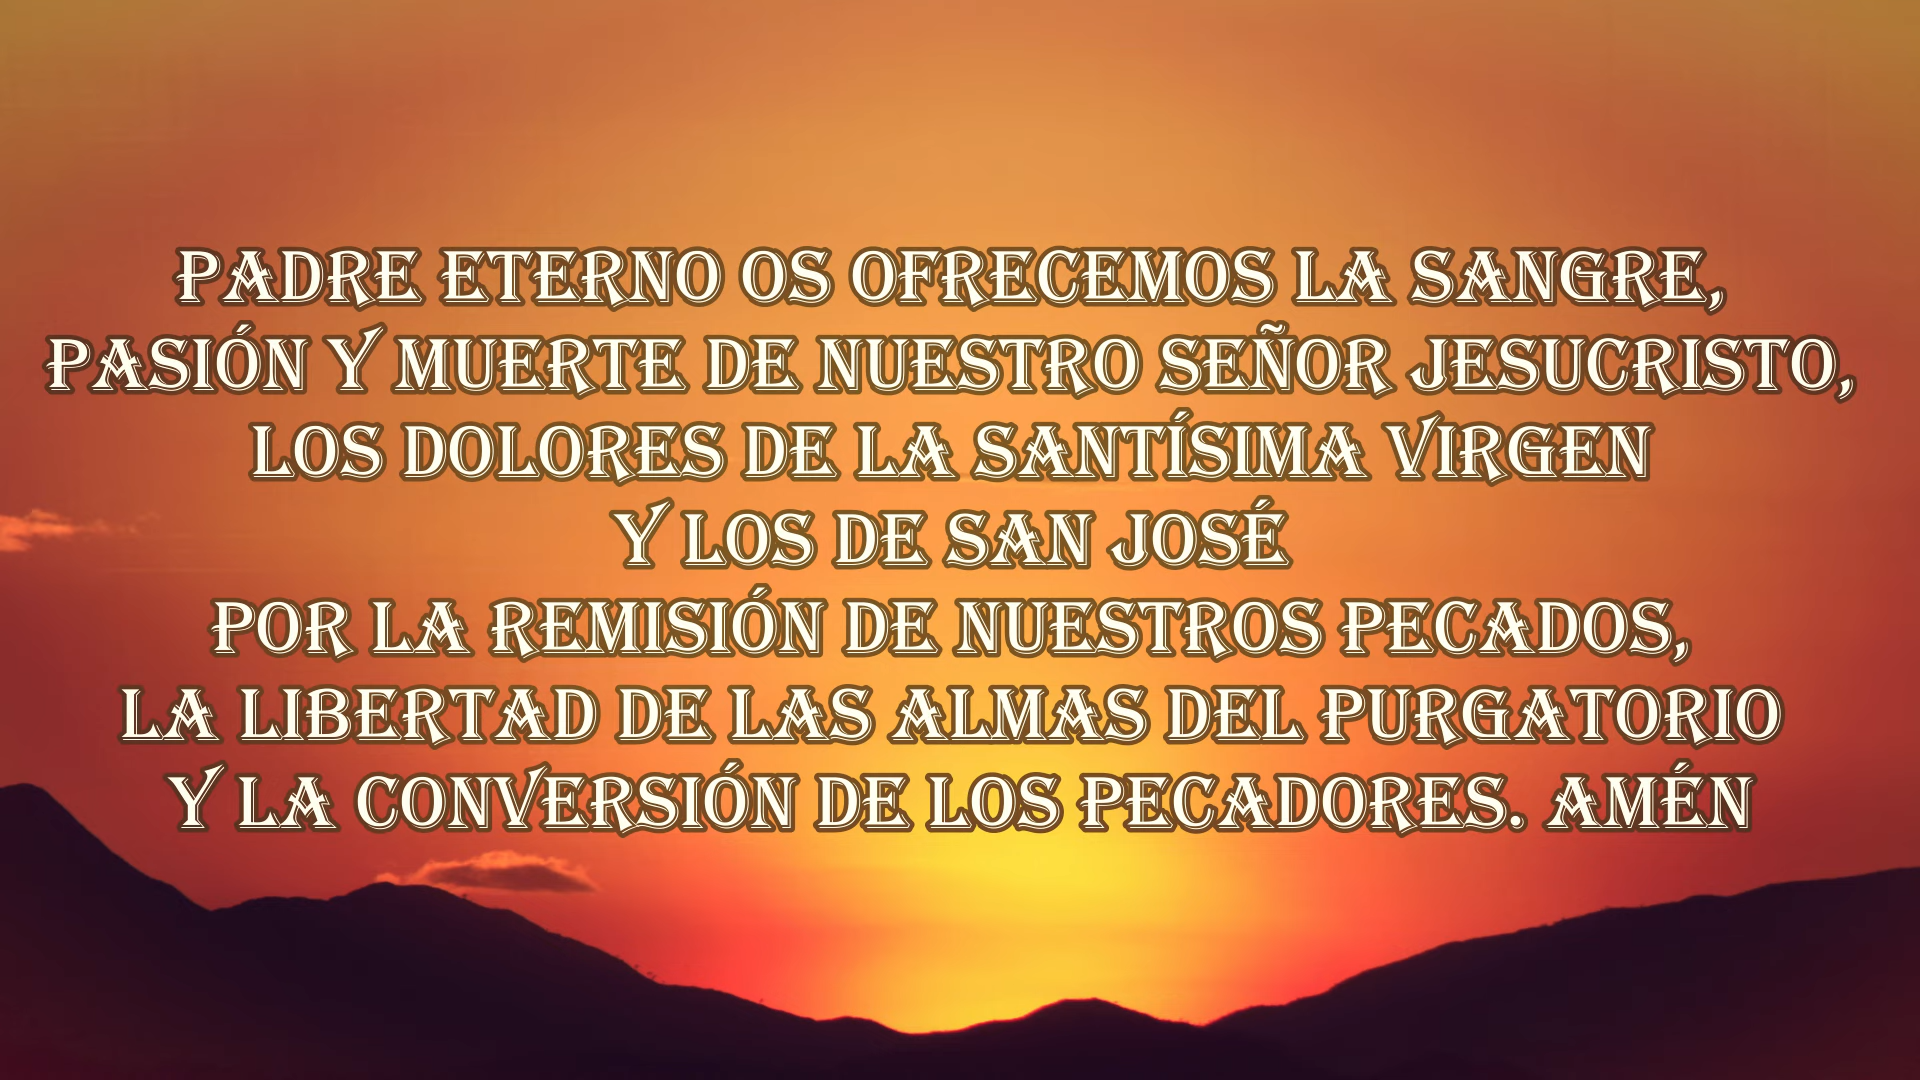 PADRE ETERNO OS OFRECEMOS LA SANGRE,
PASIÓN Y MUERTE DE NUESTRO SEÑOR JESUCRISTO,
LOS DOLORES DE LA SANTÍSIMA VIRGEN
Y LOS DE SAN JOSÉ
POR LA REMISIÓN DE NUESTROS PECADOS,
LA LIBERTAD DE LAS ALMAS DEL PURGATORIO
Y LA CONVERSIÓN DE LOS PECADORES. AMÉN